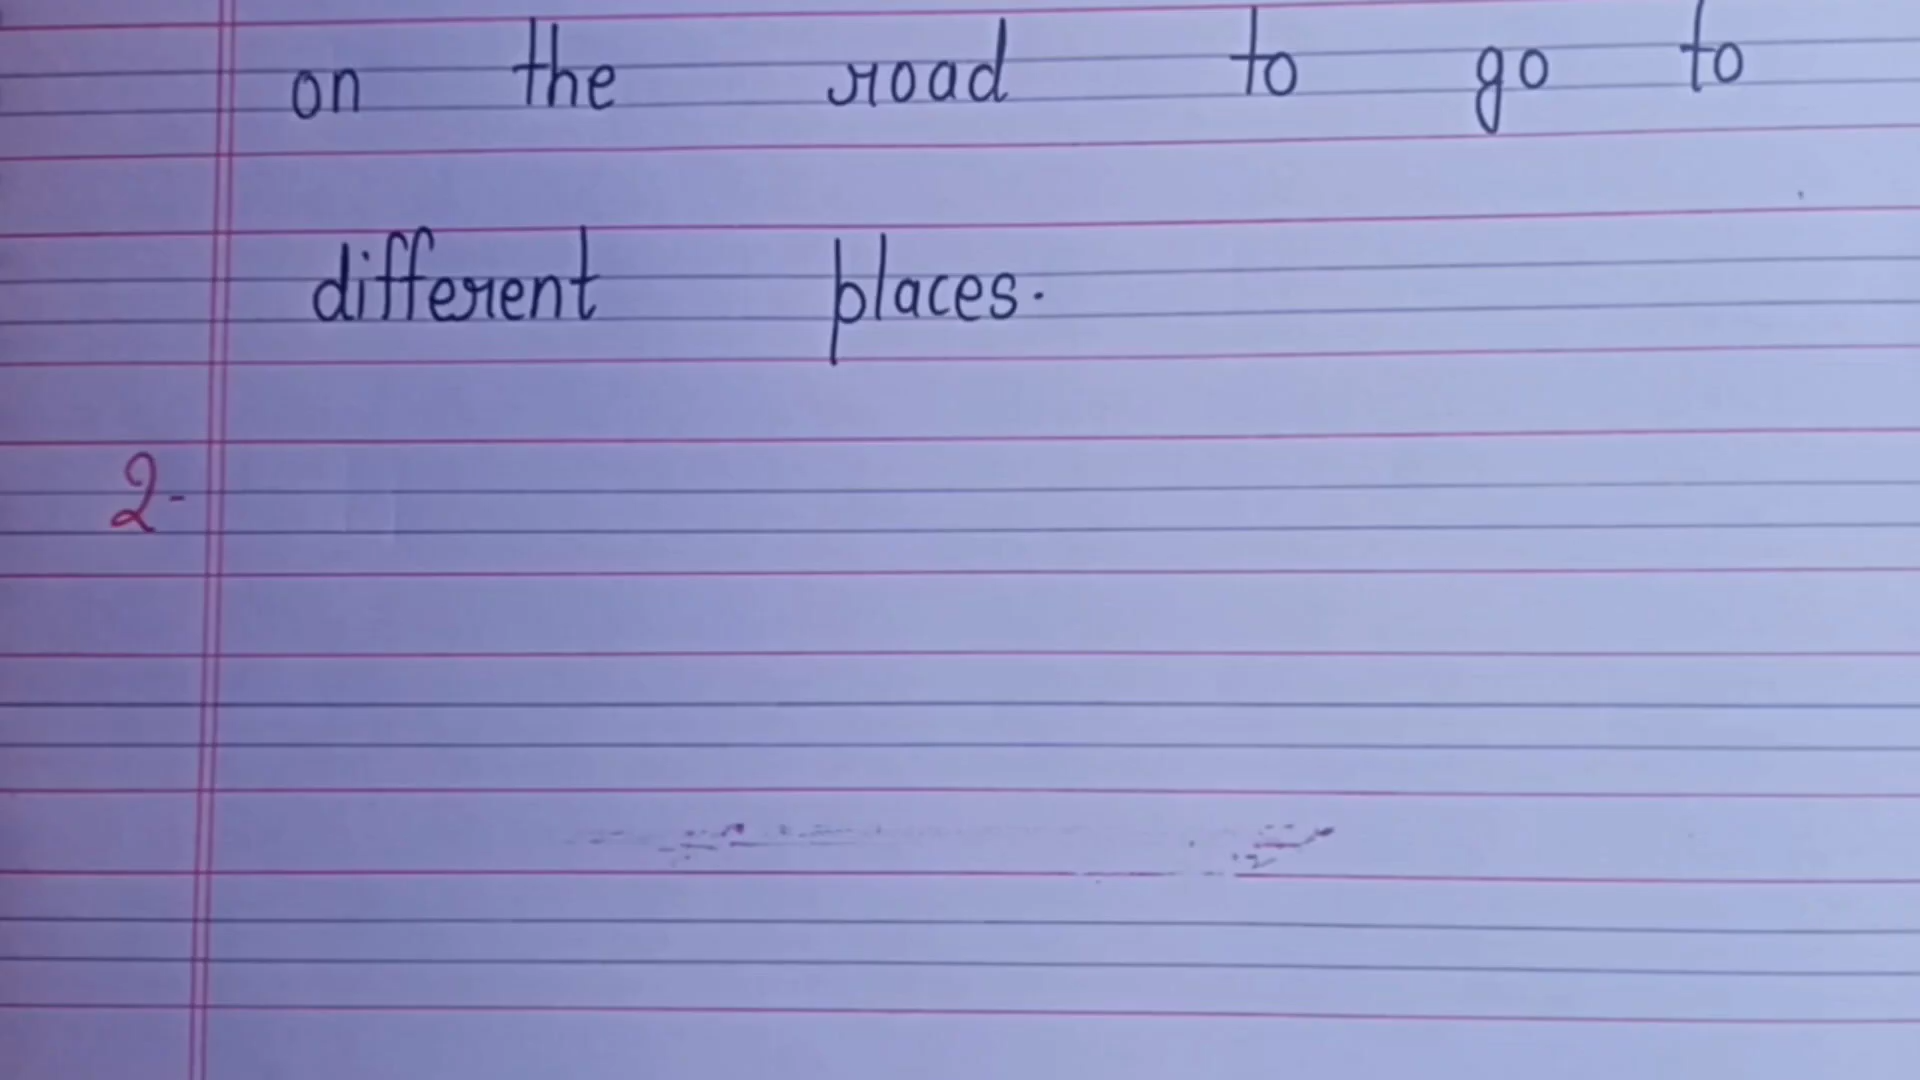 on the road to go to
different places.
2-